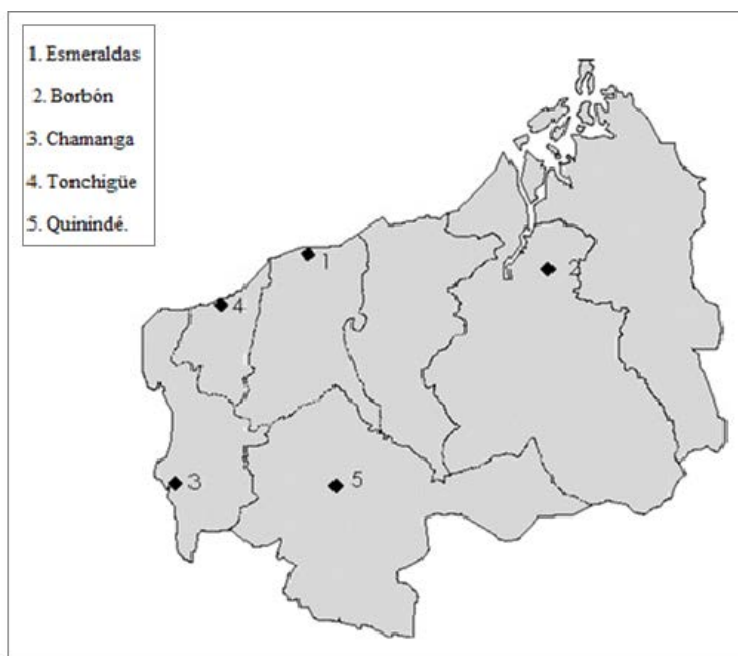 1. Esmeraldas
2. Borbón
3. Chamanga
4. Tonchigüe
5. Quinindé.
1
2
4
3
5